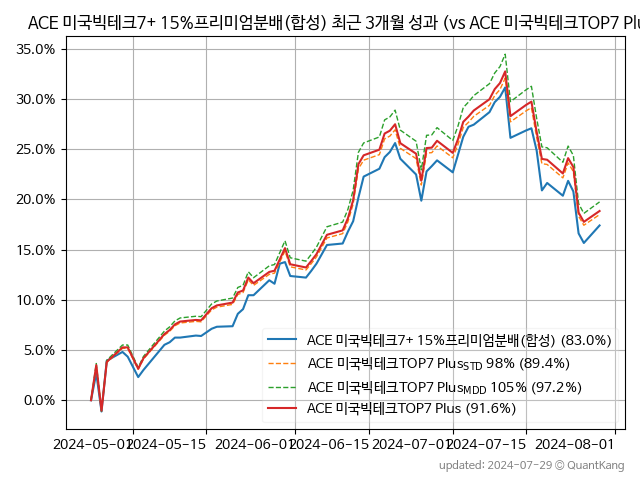 ACE 미국빅테크7+ 15%프리미엄분배(합성) 최근 3개월 성과 (vs ACE 미국빅테크TOP7 Plu
35.0%
30.0%
25.0%
20.0%
15.0%
10.0%
5.0%
0.0%
ACE 미국빅테크7+ 15%프리미엄분배(합성) (83.0%)
ACE 미국빅테크TOP7 PlusSTD 98% (89.4%)
ACE 미국빅테크TOP7 PlusMDD 105% (97.2%)
ACE 미국빅테크TOP7 Plus (91.6%)
2024-05-01 2024-05-15 2024-06-01 2024-06-15 2024-07-01 2024-07-15 2024-08-01
updated: 2024-07-29 © QuantKang